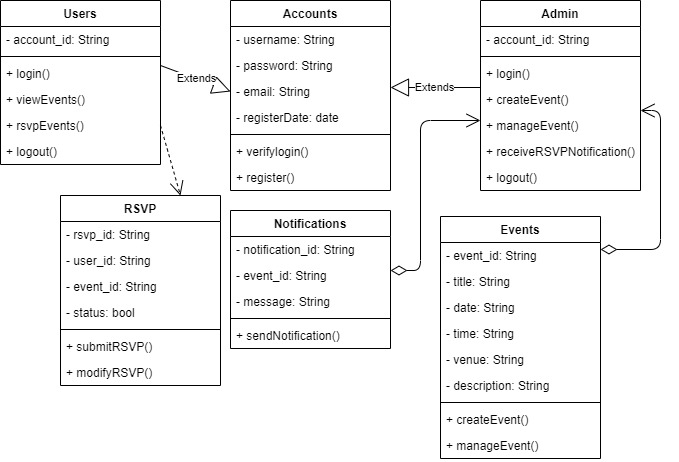 Users
- account_id: String
+ login()
+ viewEvents()
+ rsvpEvents()
+ logout()
Extends
Accounts
- username: String
- password: String
- email: String
- registerDate: date
+ verifylogin()
+ register()
Extends
Admin
- account_id: String
+ login()
+ createEvent()
+ manageEvent()
+ receiveRSVPNotification()
+ logout()
RSVP
- rsvp_id: String
- user_id: String
- event_id: String
- status: bool
+ submitRSVP()
+ modifyRSVP()
Notifications
- notification_id: String
- event_id: String
- message: String
+ sendNotification()
Events
- event_id: String
- title: String
- date: String
- time: String
- venue: String
- description: String
+ createEvent()
+ manageEvent()